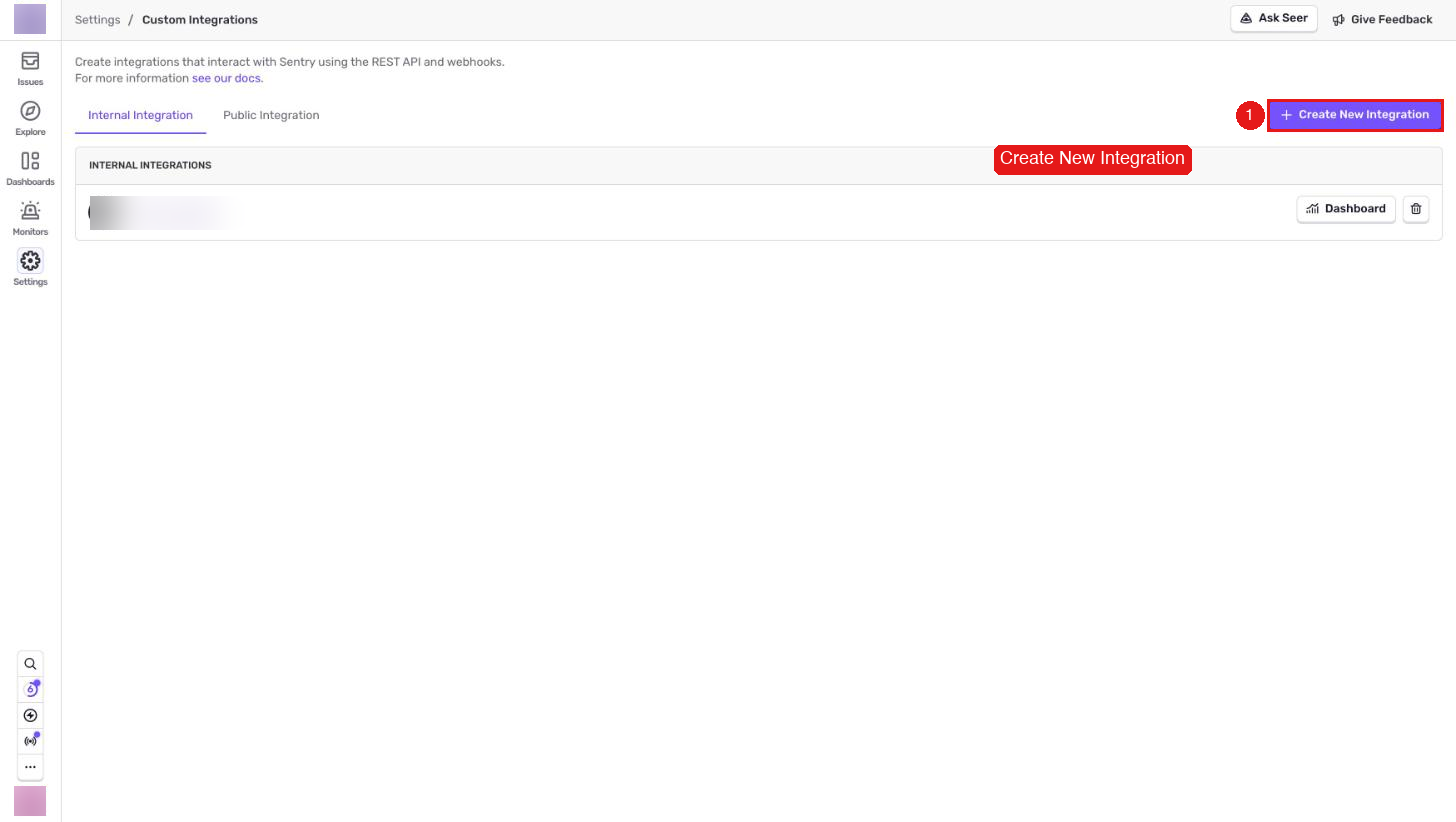 Settings / Custom Integrations
Ask Seer
Give Feedback
Create integrations that interact with Sentry using the REST API and webhooks.
For more information see our docs.
Internal Integration
Public Integration
1
+ Create New Integration
Create New Integration
INTERNAL INTEGRATIONS
Dashboard
Issues
Explore
Dashboards
Monitors
Settings
6